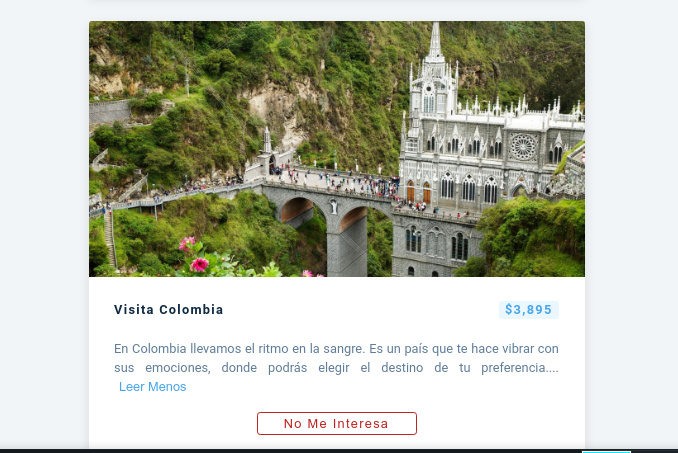 Visita Colombia
$3,895
En Colombia llevamos el ritmo en la sangre. Es un país que te hace vibrar con
sus emociones, donde podrás elegir el destino de tu preferencia....
Leer Menos
No Me Interesa